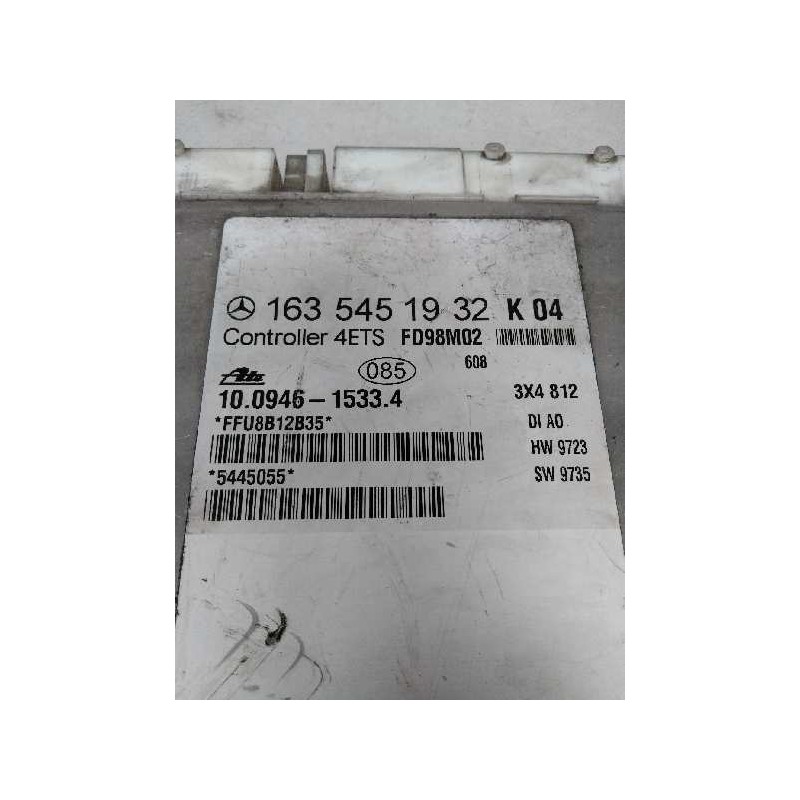 163 545 19 32 K 04
Controller 4ETS FD98M02
608
Ate 085
10.0946-1533.4 3X4 812
*FFU8B12B35* DI AO
HW 9723
*5445055* SW 9735